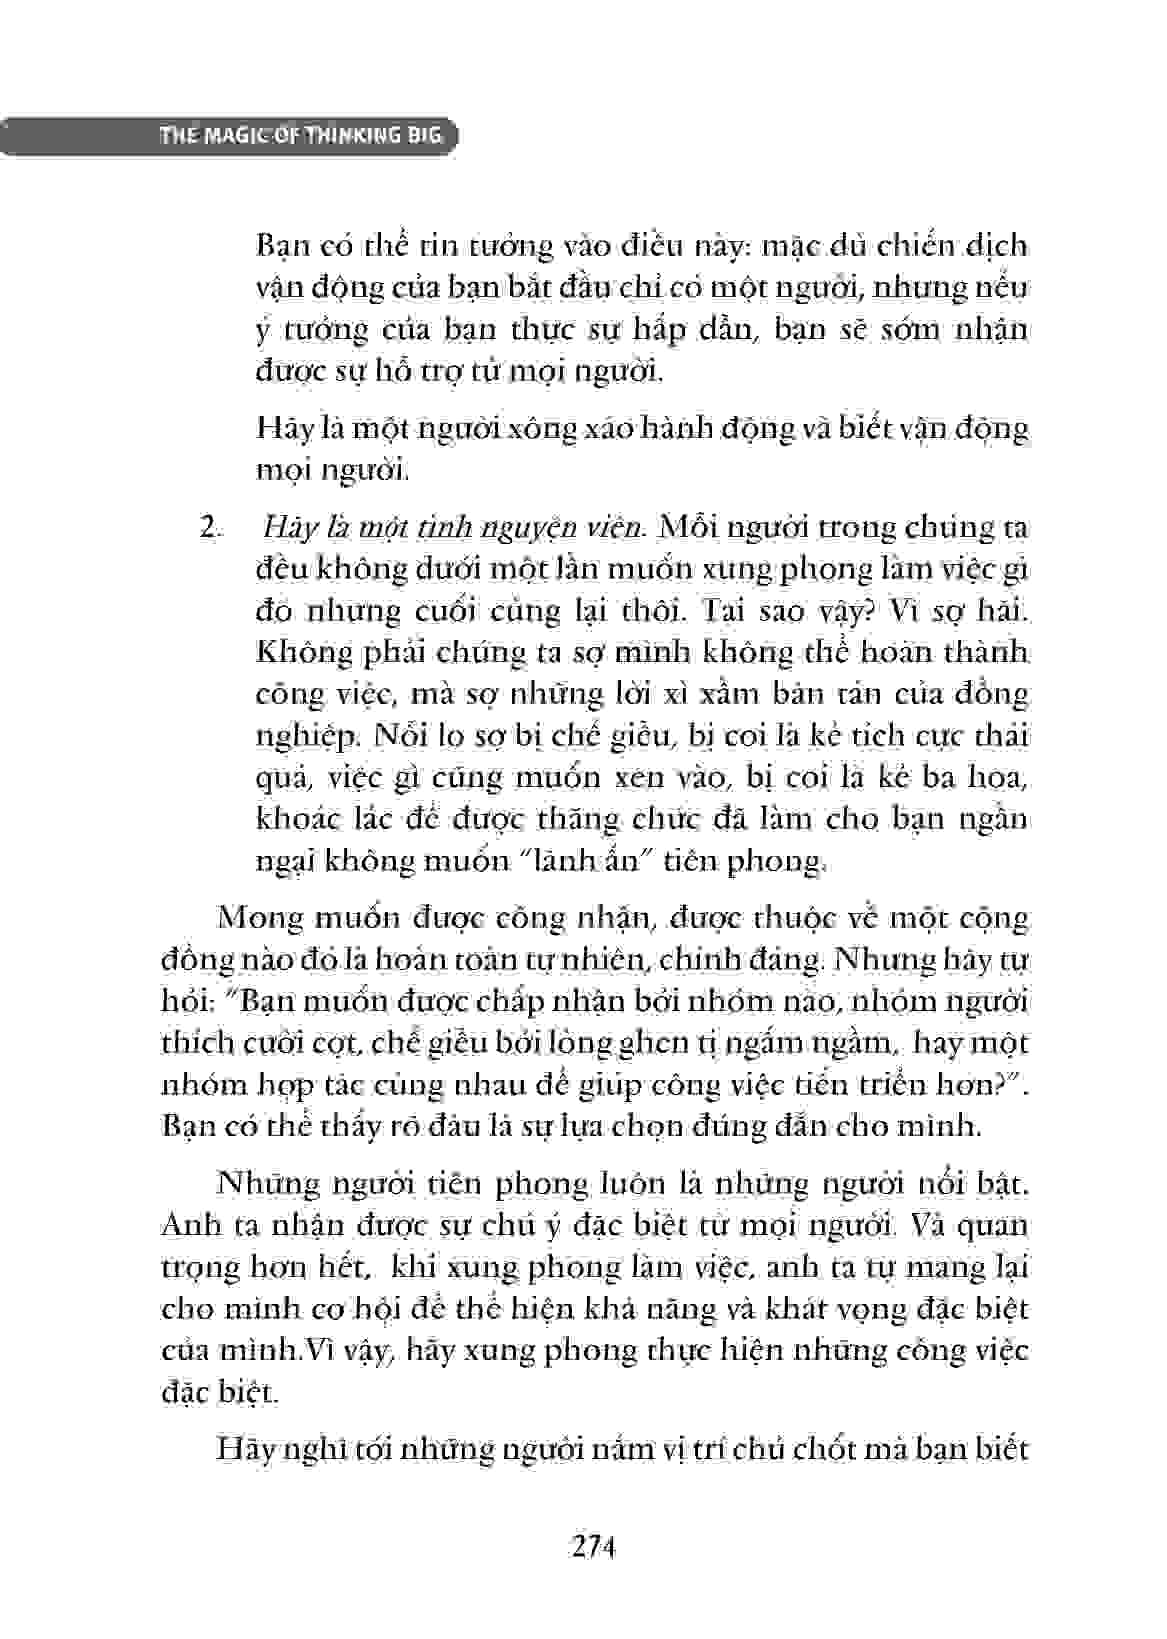 THE MAGIC OF THINKING BIG
Bạn có thể tin tưởng vào điều này: mặc dù chiến dịch
vận động của bạn bắt đầu chỉ có một người, nhưng nếu
ý tưởng của bạn thực sự hấp dẫn, bạn sẽ sớm nhận
được sự hỗ trợ từ mọi người.
Hãy là một người xông xáo hành động và biết vận động
mọi người.
2. Hãy là một tình nguyện viên. Mỗi người trong chúng ta
đều không dưới một lần muốn xung phong làm việc gì
đó nhưng cuối cùng lại thôi. Tại sao vậy? Vì sợ hãi.
Không phải chúng ta sợ mình không thể hoàn thành
công việc, mà sợ những lời xì xầm bàn tán của đồng
nghiệp. Nỗi lo sợ bị chế giễu, bị coi là kẻ tích cực thái
quá, việc gì cũng muốn xen vào, bị coi là kẻ ba hoa,
khoác lác để được thăng chức đã làm cho bạn ngần
ngại không muốn "lãnh ấn" tiên phong.
Mong muốn được công nhận, được thuộc về một cộng
đồng nào đó là hoàn toàn tự nhiên, chính đáng. Nhưng hãy tự
hỏi: "Bạn muốn được chấp nhận bởi nhóm nào, nhóm người
thích cười cợt, chế giễu bởi lòng ghen tị ngấm ngầm, hay một
nhóm hợp tác cùng nhau để giúp công việc tiến triển hơn?".
Bạn có thể thấy rõ đâu là sự lựa chọn đúng đắn cho mình.
Những người tiên phong luôn là những người nổi bật.
Anh ta nhận được sự chú ý đặc biệt từ mọi người. Và quan
trọng hơn hết, khi xung phong làm việc, anh ta tự mang lại
cho mình cơ hội để thể hiện khả năng và khát vọng đặc biệt
của mình.Vì vậy, hãy xung phong thực hiện những công việc
đặc biệt.
Hãy nghĩ tới những người nắm vị trí chủ chốt mà bạn biết
274